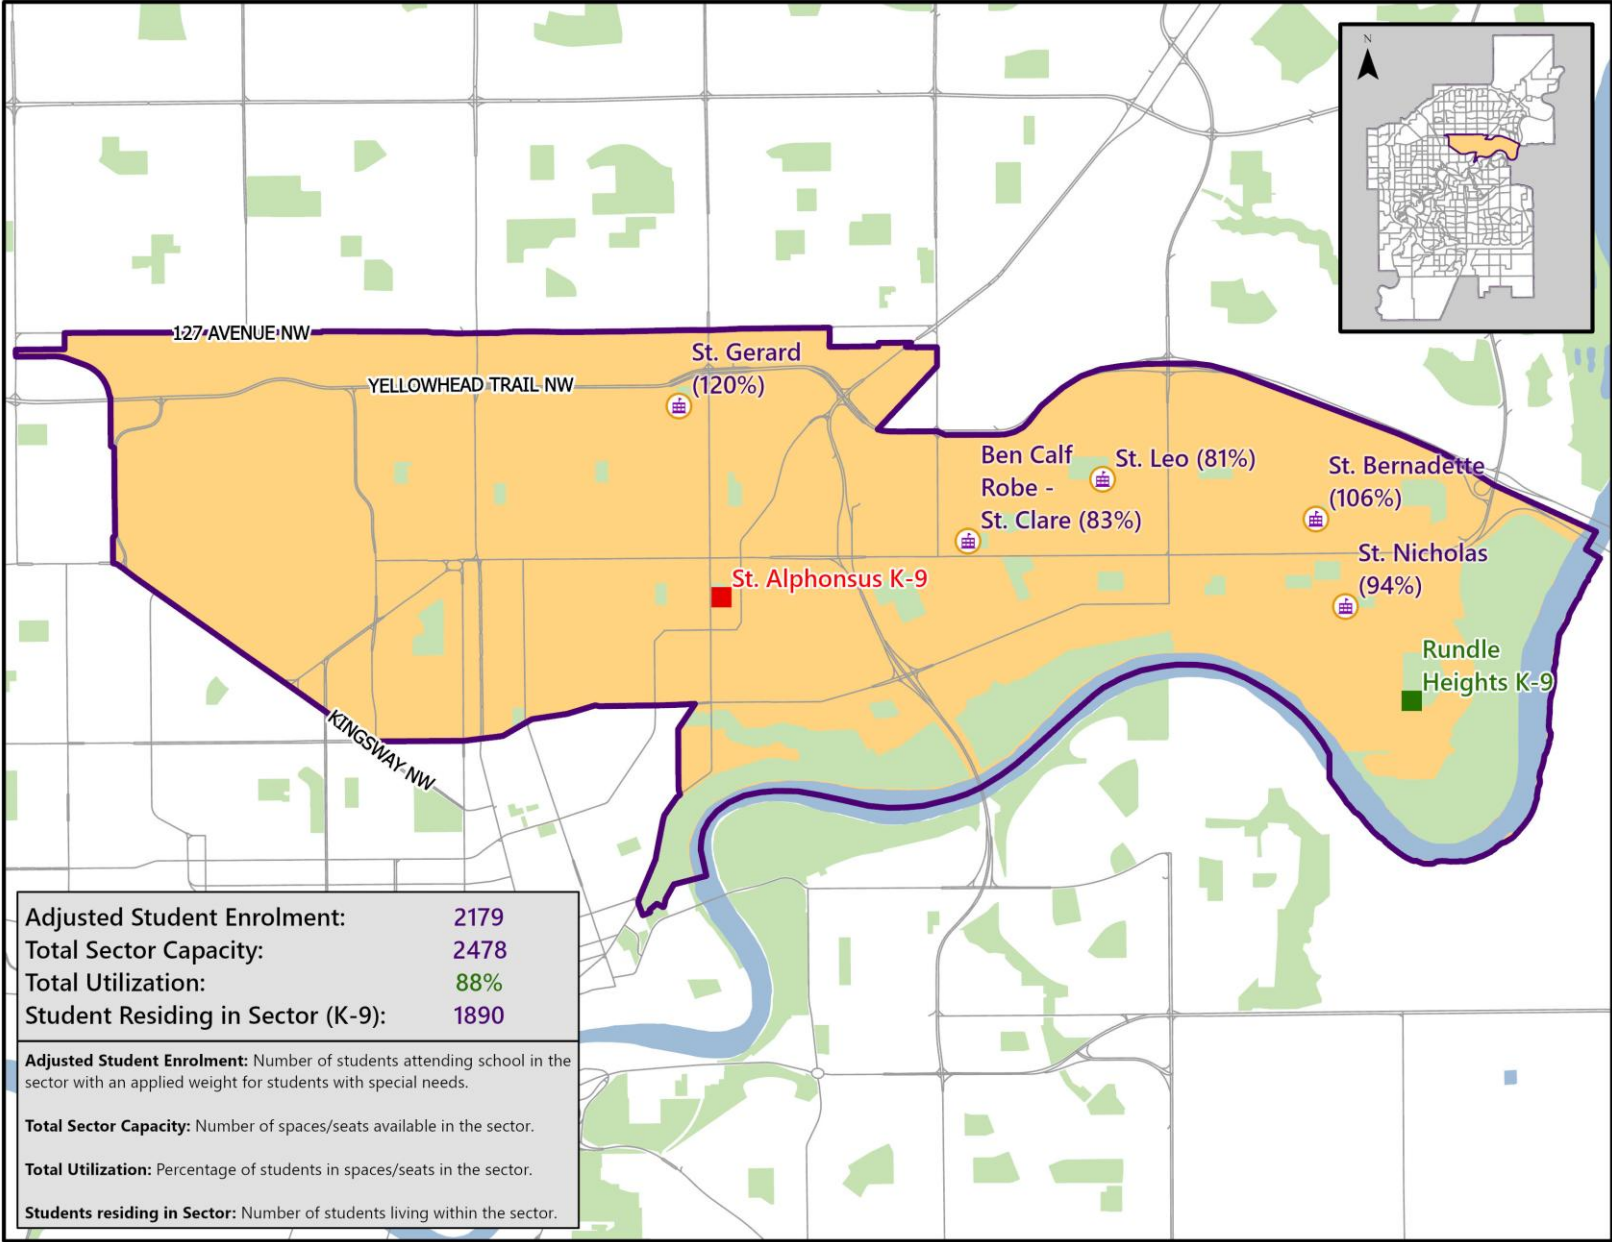 N
127 AVENUE NW
YELLOWHEAD TRAIL NW
St. Gerard
(120%)
Ben Calf
Robe -
St. Clare (83%)
St. Leo (81%)
St. Bernadette
(106%)
St. Nicholas
(94%)
St. Alphonsus K-9
Rundle
Heights K-9
KINGSWAY NW
Adjusted Student Enrolment: 2179
Total Sector Capacity: 2478
Total Utilization: 88%
Student Residing in Sector (K-9): 1890
Adjusted Student Enrolment: Number of students attending school in the
sector with an applied weight for students with special needs.
Total Sector Capacity: Number of spaces/seats available in the sector.
Total Utilization: Percentage of students in spaces/seats in the sector.
Students residing in Sector: Number of students living within the sector.